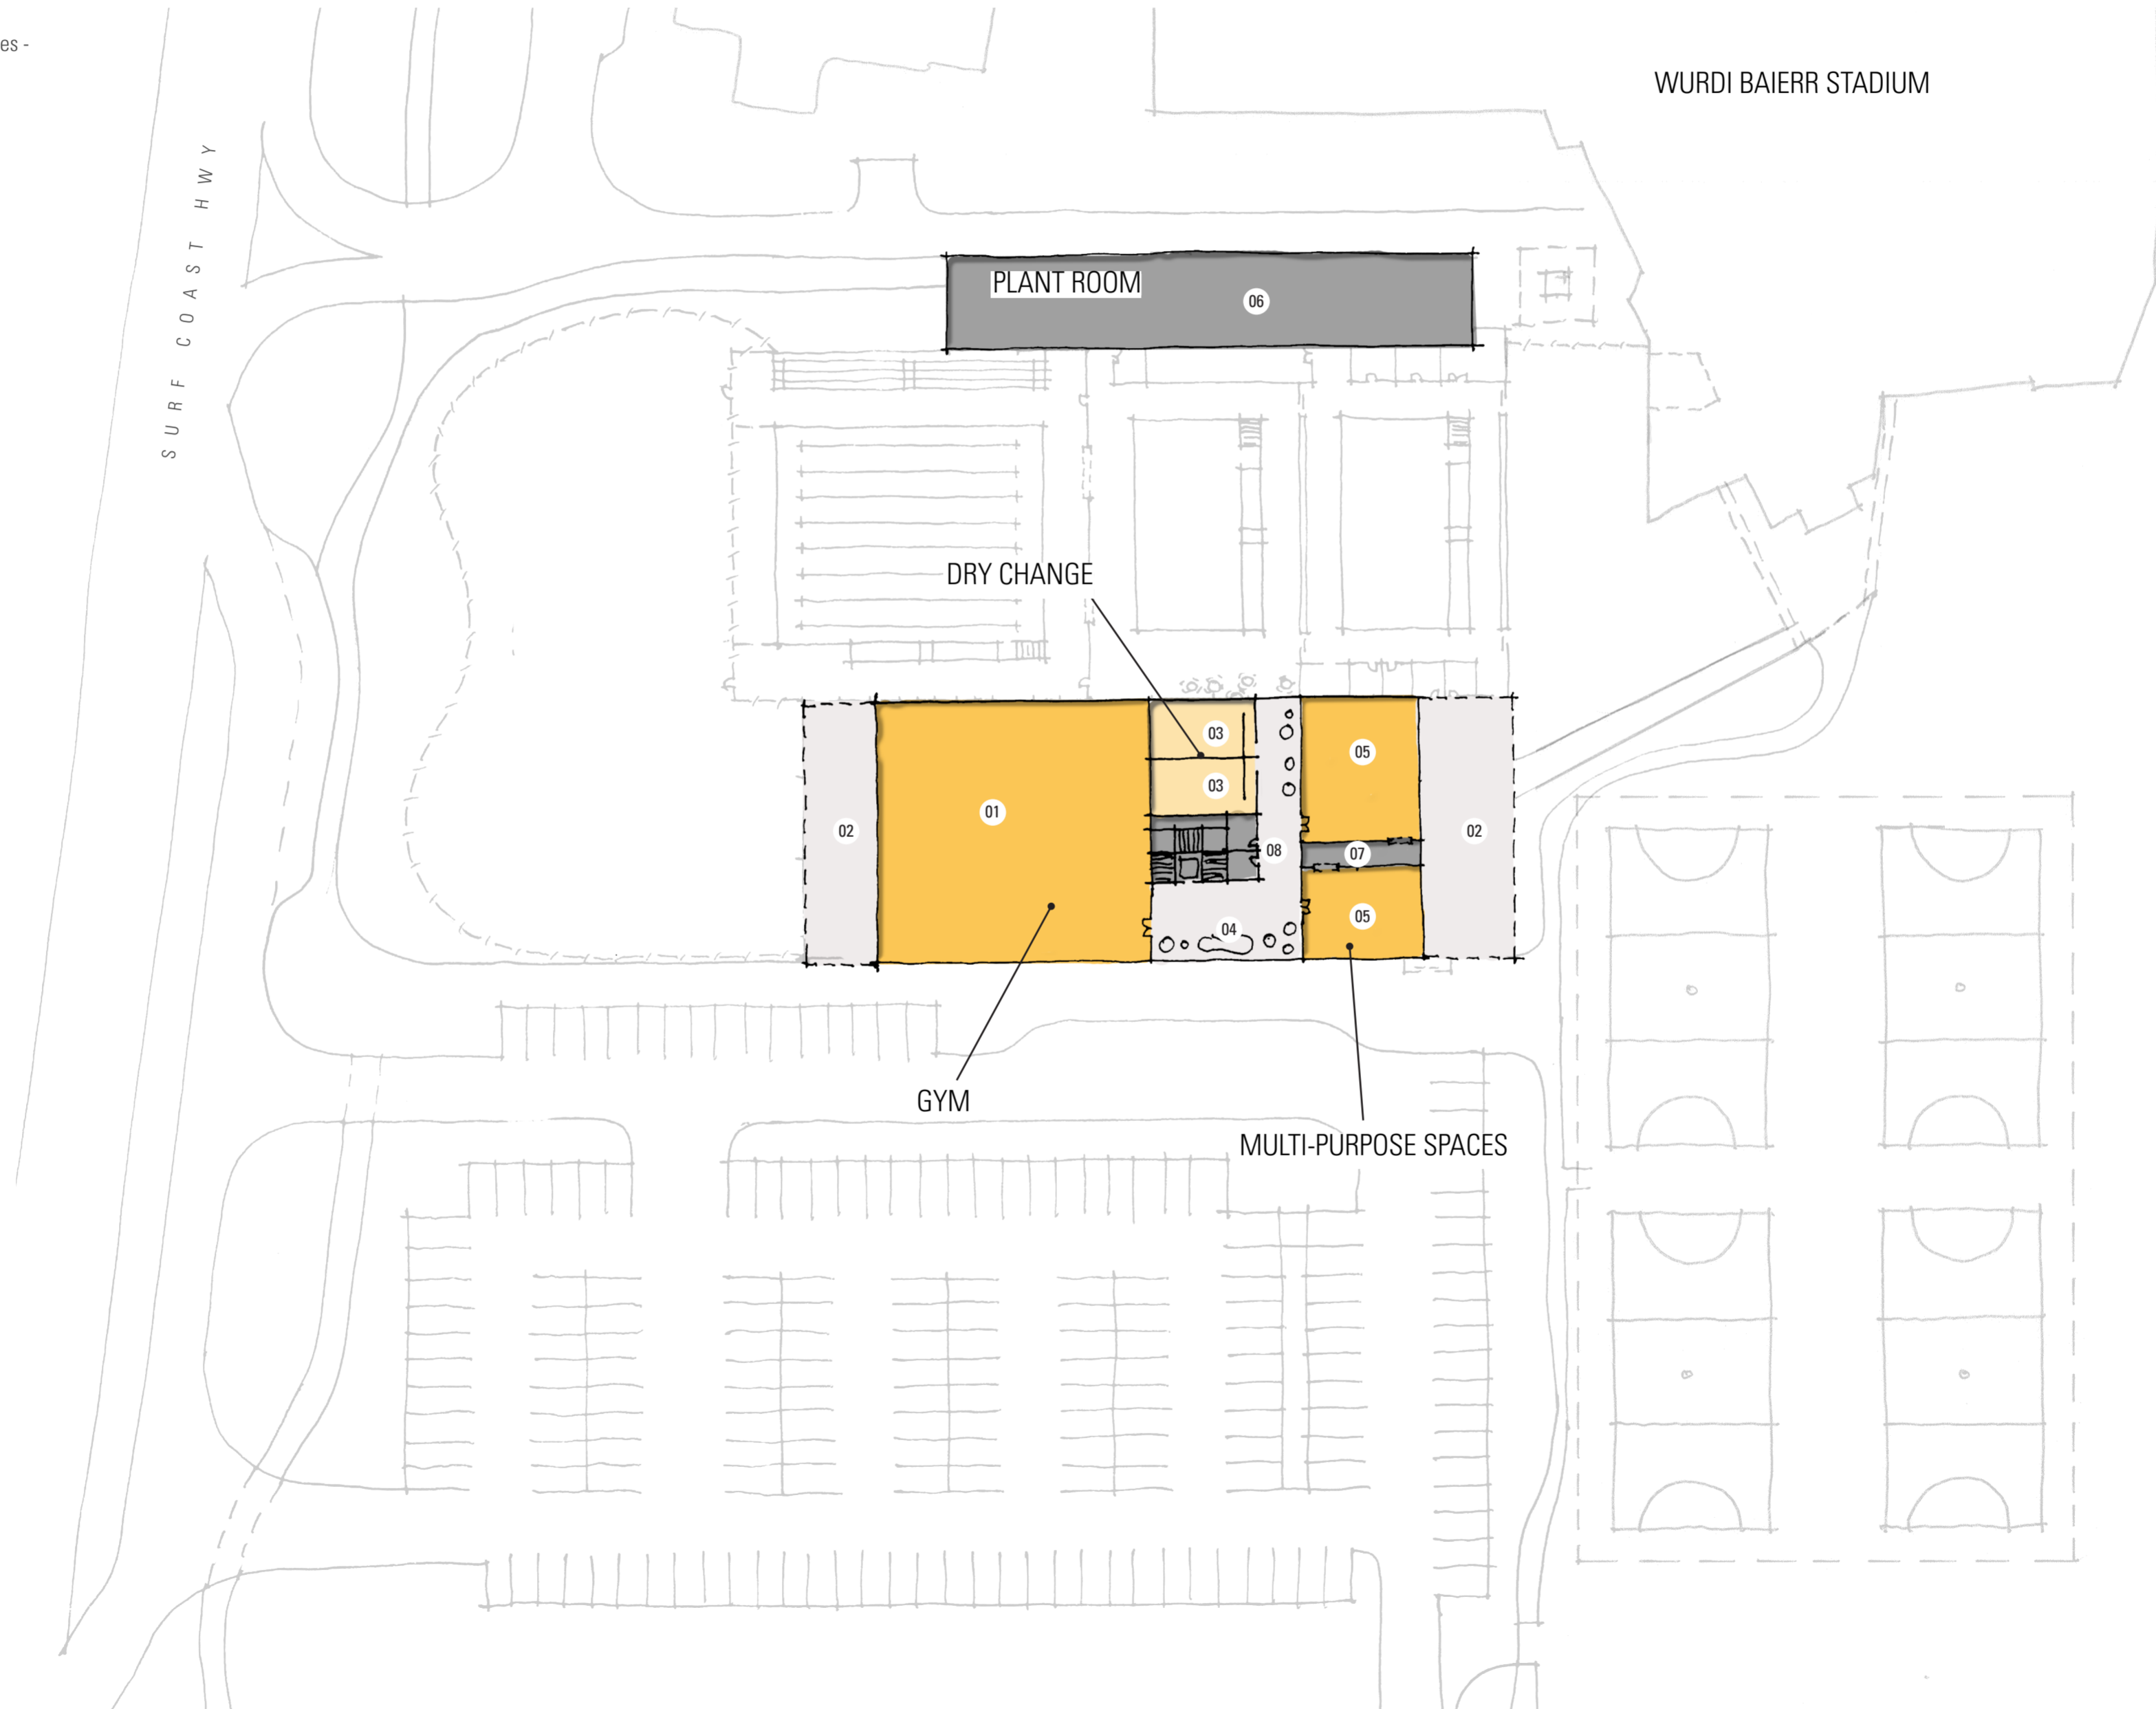 es -
WURDI BAIERR STADIUM
SURF COAST HWY
PLANT ROOM
06
DRY CHANGE
03
05
03
01
02
02
08
07
05
04
GYM
MULTI-PURPOSE SPACES